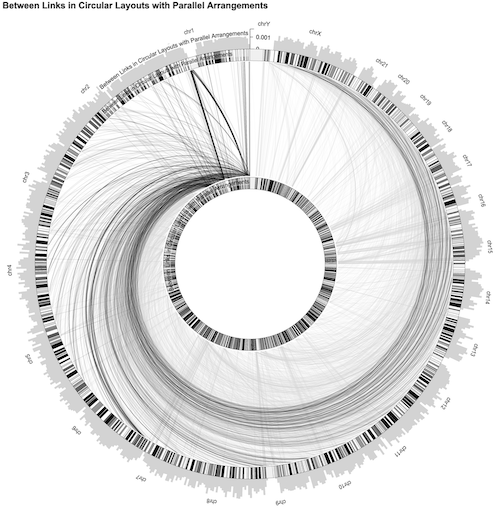 Between Links in Circular Layouts with Parallel Arrangements
chrY
0.001
0
chrX
chr21
chr20
chr19
chr18
chr17
chr16
chr15
chr14
chr13
chr12
chr11
chr10
chr9
chr8
chr7
chr6
chr5
chr4
chr3
chr2
chr1
Between Links in Circular Layouts with Parallel Arrangements